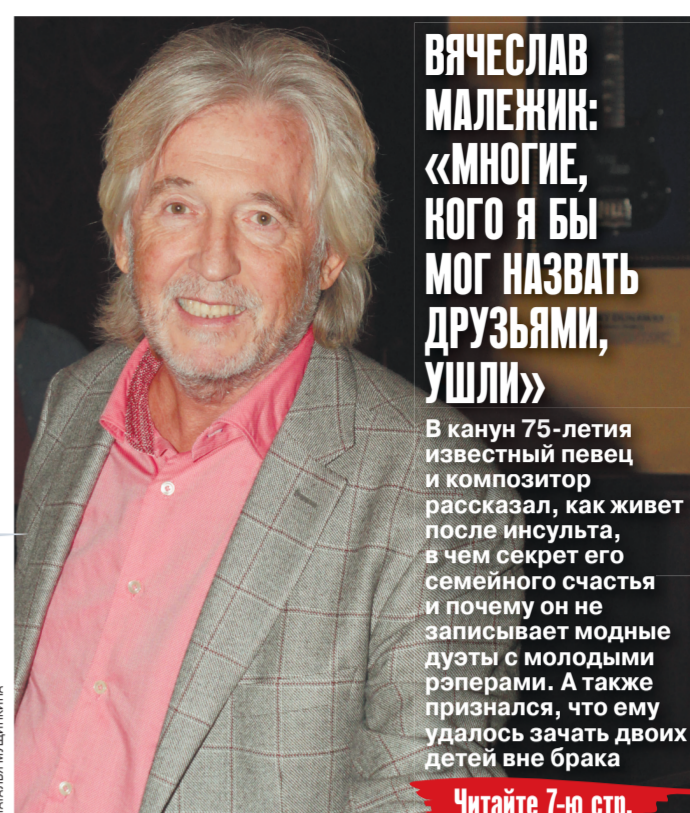 ВЯЧЕСЛАВ
МАЛЕЖИК:
«МНОГИЕ,
КОГО Я БЫ
МОГ НАЗВАТЬ
ДРУЗЬЯМИ,
УШЛИ»
В канун 75-летия
известный певец
и композитор
рассказал, как живет
после инсульта,
в чем секрет его
семейного счастья
и почему он не
записывает модные
дуэты с молодыми
рэперами. А также
признался, что ему
удалось зачать двоих
детей вне брака
Читайте 7-ю стр.